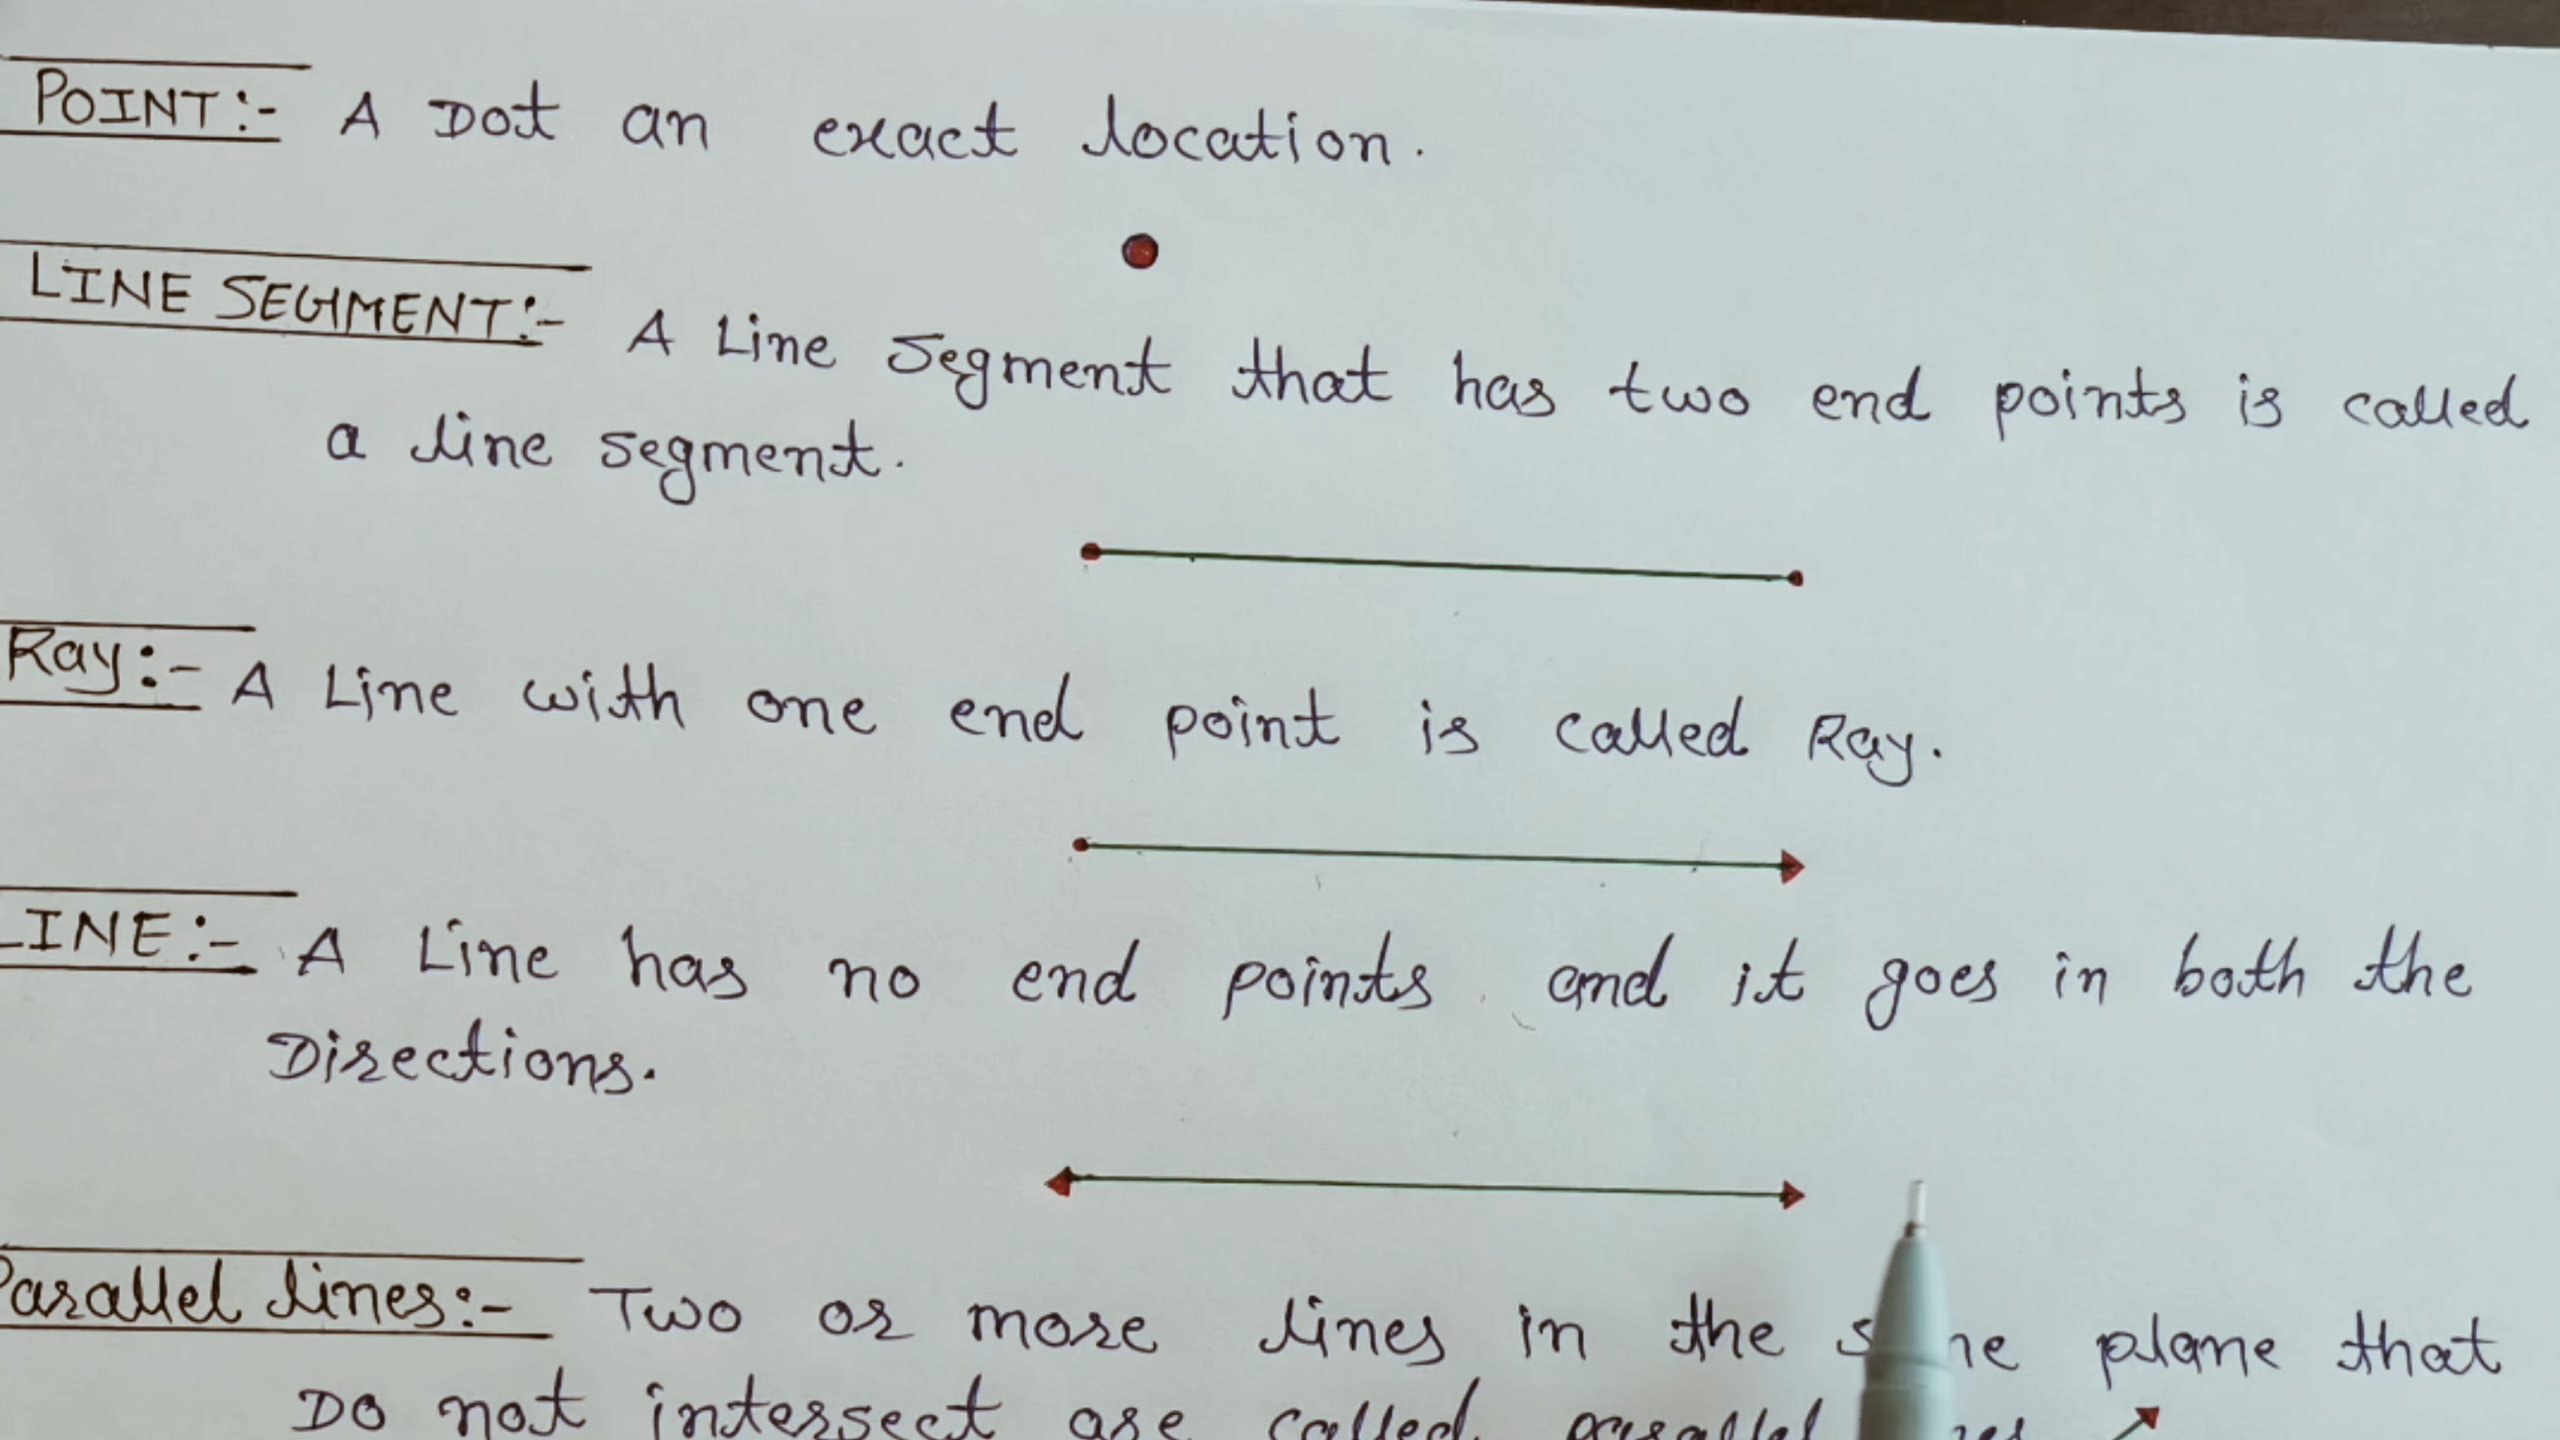 POINT:- A Dot an exact location.
LINE SEGMENT:- A Line Segment that has two end points is called
a line segment.
Ray:- A Line with one end point is called Ray.
LINE:- A Line has no end points and it goes in both the
Directions.
Parallel lines:- Two or more lines in the plane that
Do not intersect are called parallel